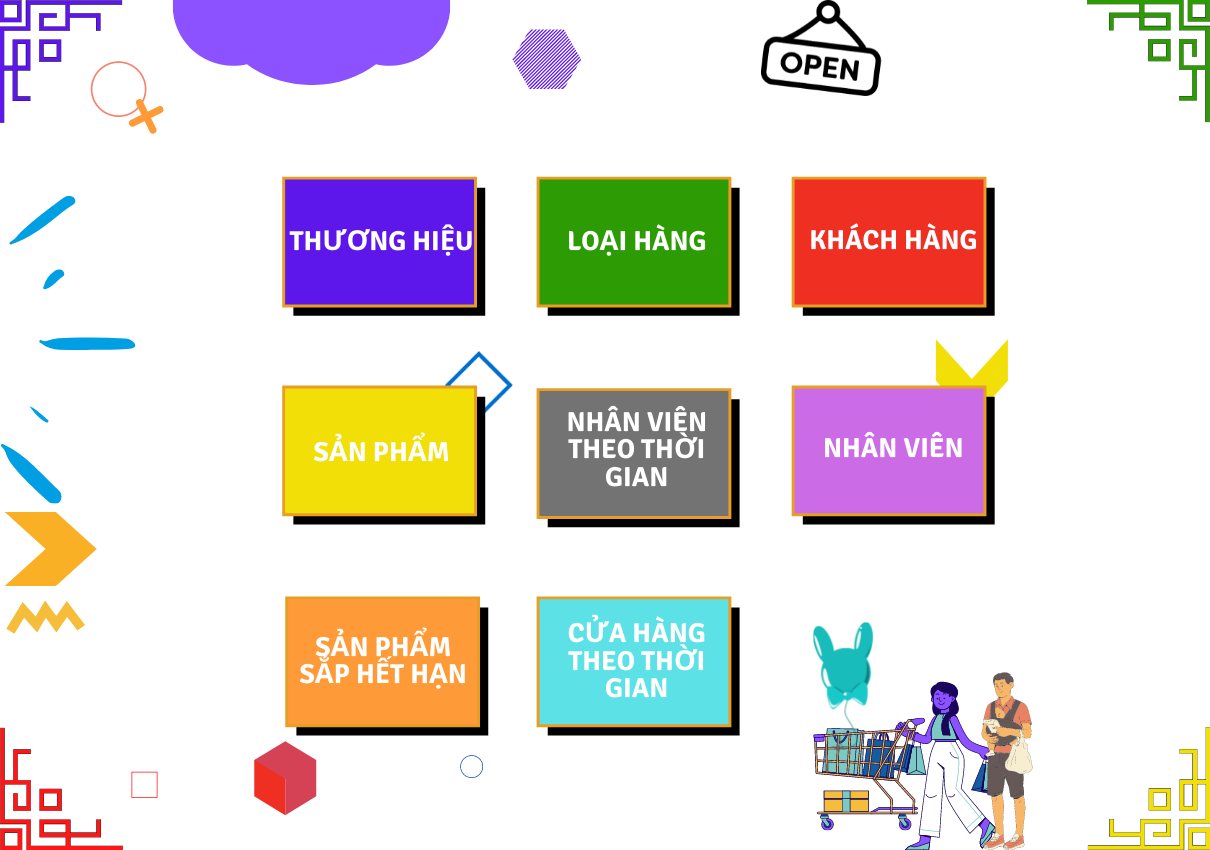 OPEN
THƯƠNG HIỆU
LOẠI HÀNG
KHÁCH HÀNG
SẢN PHẨM
NHÂN VIÊN
THEO THỜI
GIAN
NHÂN VIÊN
SẢN PHẨM
SẮP HẾT HẠN
CỬA HÀNG
THEO THỜI
GIAN